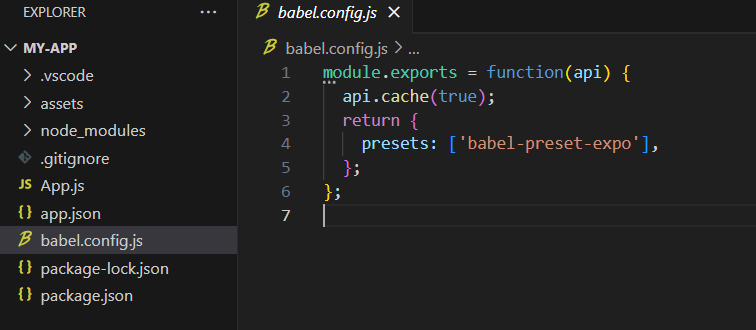 EXPLORER
MY-APP
.vscode
assets
node_modules
.gitignore
JS App.js
{} app.json
babel.config.js
{} package-lock.json
{} package.json
babel.config.js
babel.config.js > ...
1 module.exports = function(api) {
2   api.cache(true);
3   return {
4     presets: ['babel-preset-expo'],
5   };
6 };
7